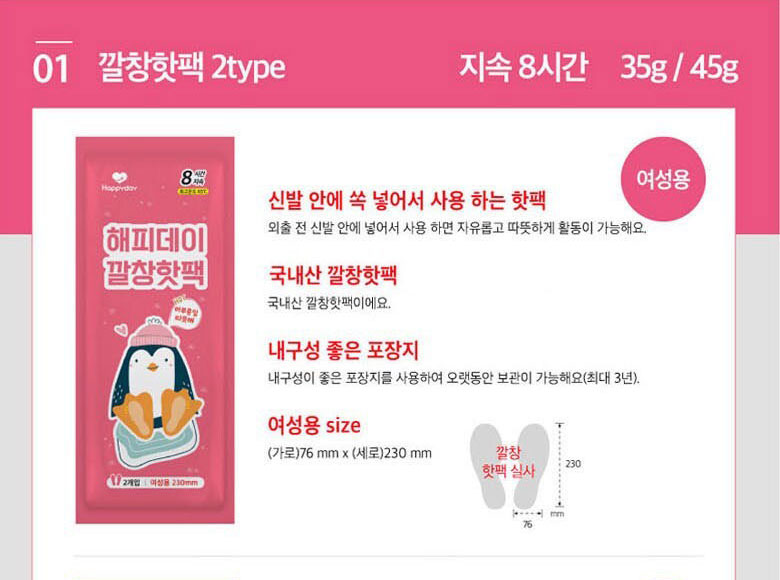 01 깔창핫팩 2type 지속 8시간 35g / 45g
여성용
Happyday
8시간 지속
해피데이
깔창핫팩
2개입 | 여성용 230mm
신발 안에 쏙 넣어서 사용 하는 핫팩
외출 전 신발 안에 넣어서 사용 하면 자유롭고 따뜻하게 활동이 가능해요.
국내산 깔창핫팩
국내산 깔창핫팩이에요.
내구성 좋은 포장지
내구성이 좋은 포장지를 사용하여 오랫동안 보관이 가능해요(최대 3년).
여성용 size
(가로)76 mm x (세로)230 mm
깔창
핫팩 실사
230
mm
76